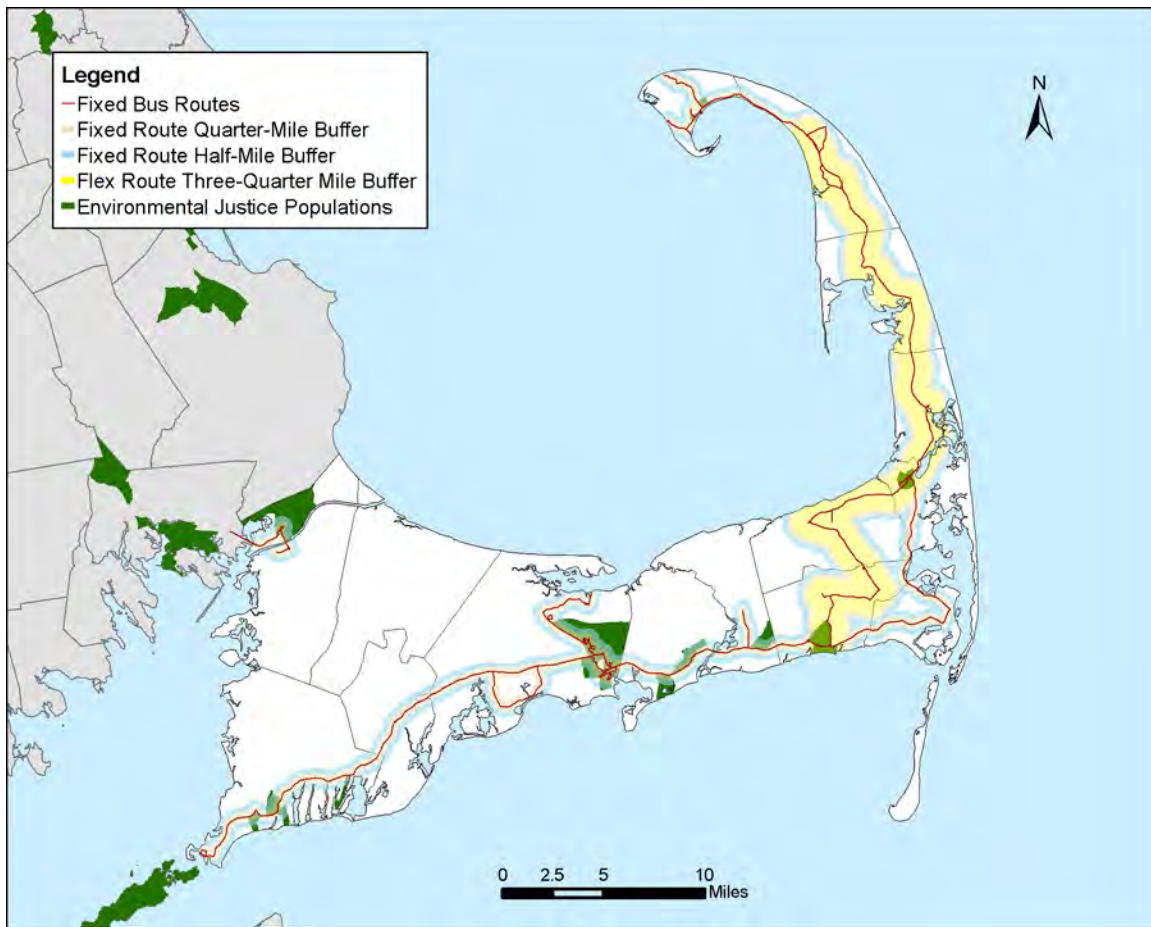 Legend
Fixed Bus Routes
Fixed Route Quarter-Mile Buffer
Fixed Route Half-Mile Buffer
Flex Route Three-Quarter Mile Buffer
Environmental Justice Populations
N
0 2.5 5 10
Miles